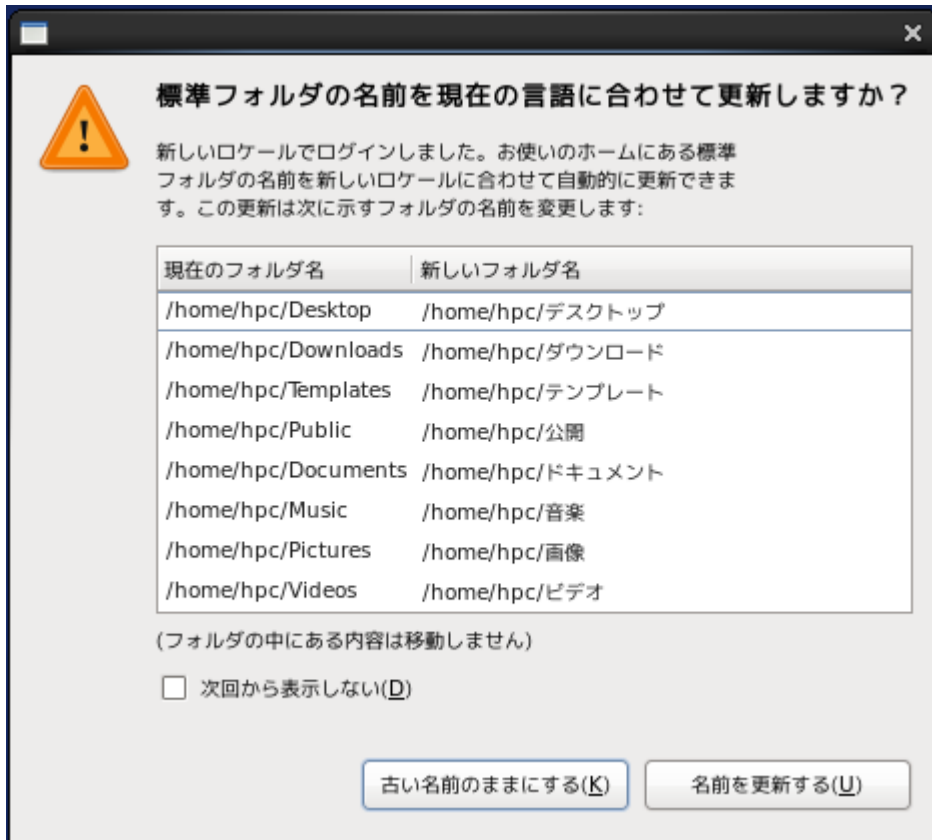 標準フォルダの名前を現在の言語に合わせて更新しますか？
新しいロケールでログインしました。お使いのホームにある標準
フォルダの名前を新しいロケールに合わせて自動的に更新できま
す。この更新は次に示すフォルダの名前を変更します:
現在のフォルダ名 新しいフォルダ名
/home/hpc/Desktop /home/hpc/デスクトップ
/home/hpc/Downloads /home/hpc/ダウンロード
/home/hpc/Templates /home/hpc/テンプレート
/home/hpc/Public /home/hpc/公開
/home/hpc/Documents /home/hpc/ドキュメント
/home/hpc/Music /home/hpc/音楽
/home/hpc/Pictures /home/hpc/画像
/home/hpc/Videos /home/hpc/ビデオ
(フォルダの中にある内容は移動しません)
次回から表示しない(D)
古い名前のままにする(K) 名前を更新する(U)